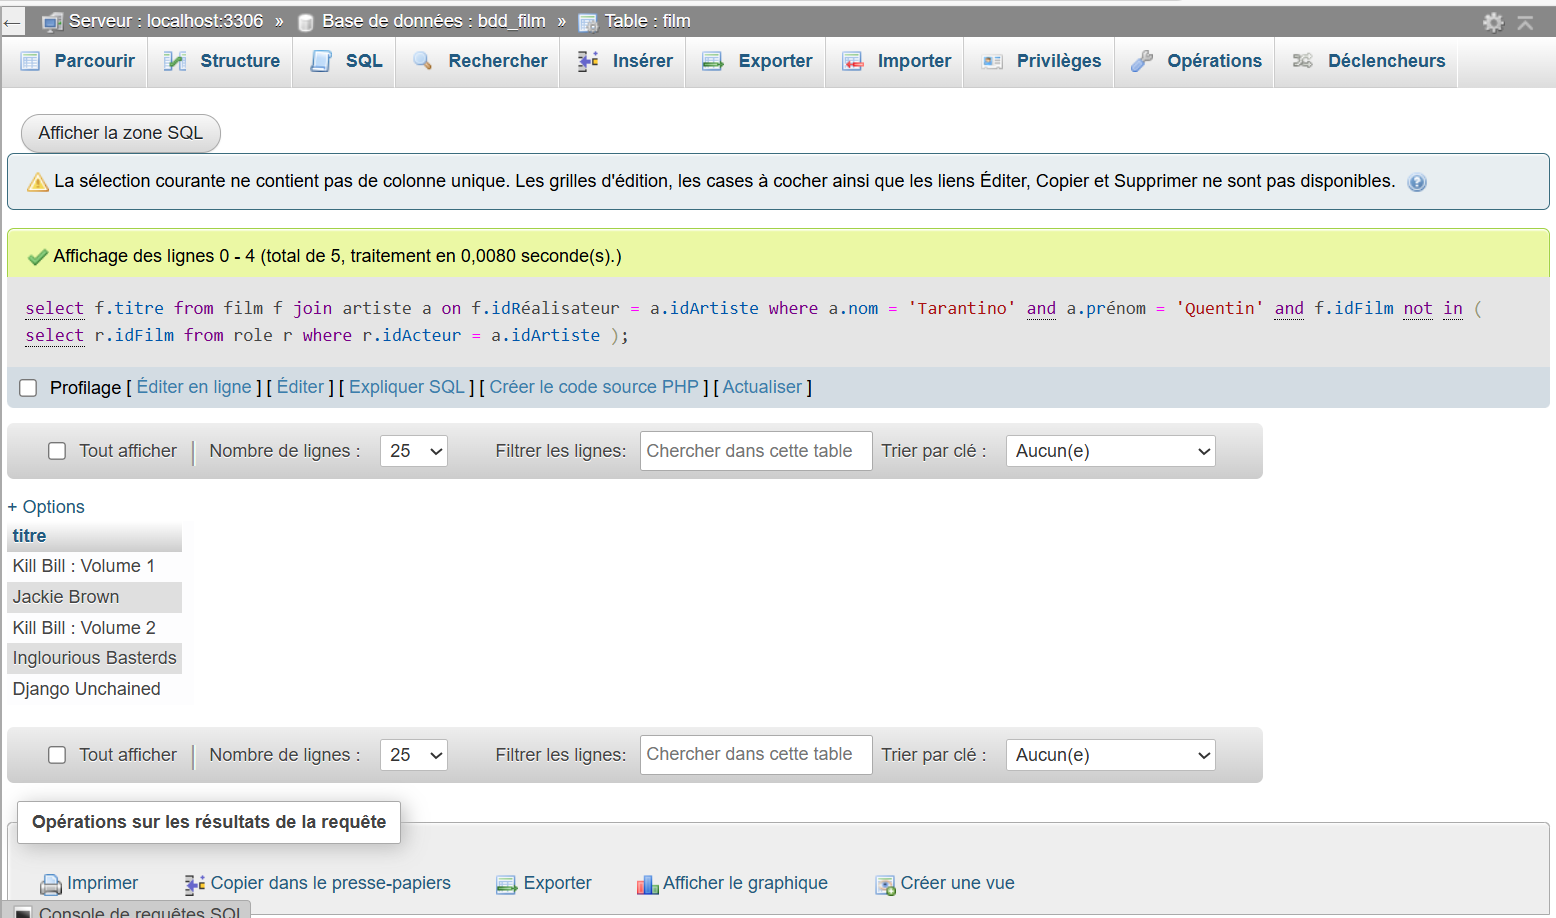 ← Serveur : localhost:3306 » Base de données : bdd_film » Table : film
Parcourir Structure SQL Rechercher Insérer Exporter Importer Privilèges Opérations Déclencheurs
Afficher la zone SQL
La sélection courante ne contient pas de colonne unique. Les grilles d'édition, les cases à cocher ainsi que les liens Éditer, Copier et Supprimer ne sont pas disponibles.
Affichage des lignes 0 - 4 (total de 5, traitement en 0,0080 seconde(s).)
select f.titre from film f join artiste a on f.idRéalisateur = a.idArtiste where a.nom = 'Tarantino' and a.prénom = 'Quentin' and f.idFilm not in (
select r.idFilm from role r where r.idActeur = a.idArtiste );
Profilage [ Éditer en ligne ] [ Éditer ] [ Expliquer SQL ] [ Créer le code source PHP ] [ Actualiser ]
Tout afficher Nombre de lignes : 25 Filtrer les lignes: Chercher dans cette table Trier par clé : Aucun(e)
+ Options
titre
Kill Bill : Volume 1
Jackie Brown
Kill Bill : Volume 2
Inglourious Basterds
Django Unchained
Tout afficher Nombre de lignes : 25 Filtrer les lignes: Chercher dans cette table Trier par clé : Aucun(e)
Opérations sur les résultats de la requête
Imprimer Copier dans le presse-papiers Exporter Afficher le graphique Créer une vue
Console de requêtes SQL